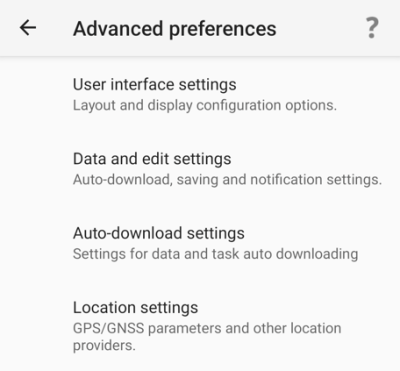 Advanced preferences ?
User interface settings
Layout and display configuration options.
Data and edit settings
Auto-download, saving and notification settings.
Auto-download settings
Settings for data and task auto downloading
Location settings
GPS/GNSS parameters and other location
providers.